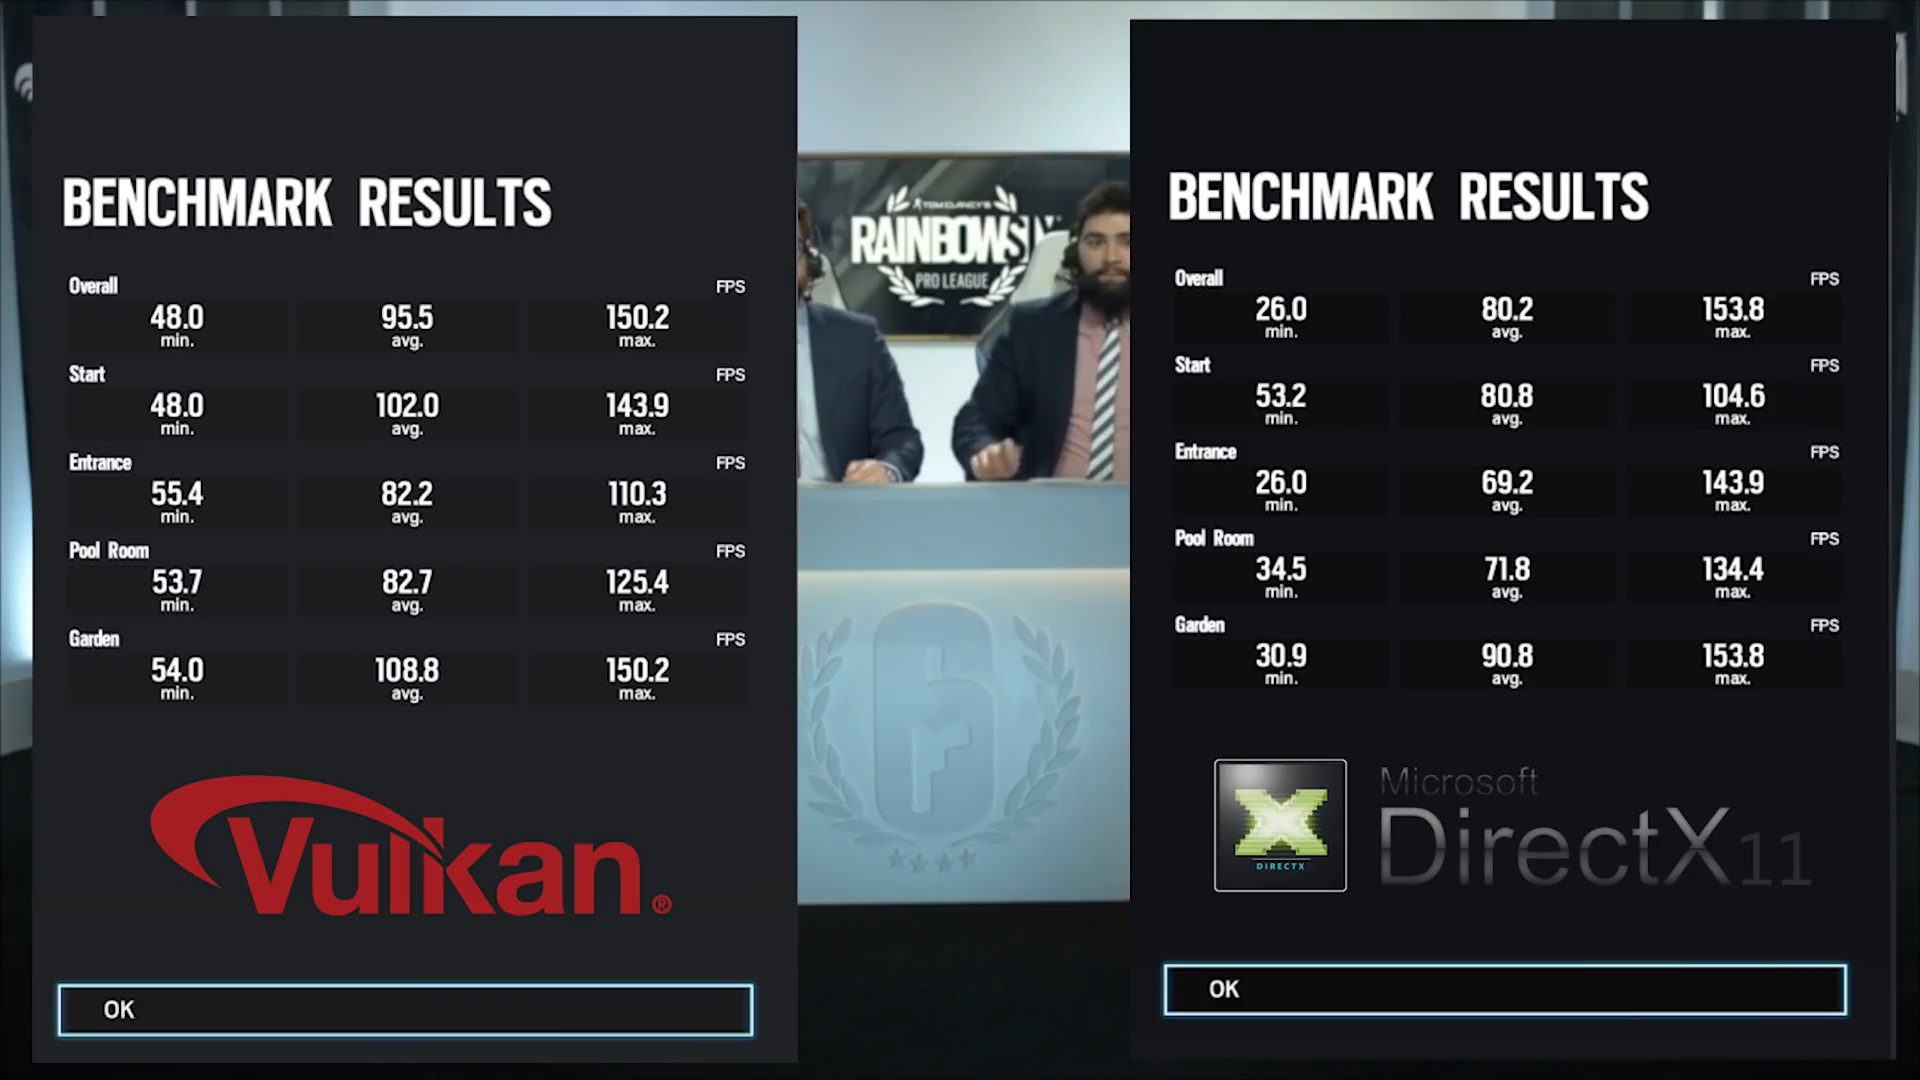 BENCHMARK RESULTS
Overall FPS
48.0 95.5 150.2
min. avg. max.
Start FPS
48.0 102.0 143.9
min. avg. max.
Entrance FPS
55.4 82.2 110.3
min. avg. max.
Pool Room FPS
53.7 82.7 125.4
min. avg. max.
Garden FPS
54.0 108.8 150.2
min. avg. max.
Vulkan®
OK
TOM CLANCY'S
RAINBOW SI
PRO LEAGUE
BENCHMARK RESULTS
Overall FPS
26.0 80.2 153.8
min. avg. max.
Start FPS
53.2 80.8 104.6
min. avg. max.
Entrance FPS
26.0 69.2 143.9
min. avg. max.
Pool Room FPS
34.5 71.8 134.4
min. avg. max.
Garden FPS
30.9 90.8 153.8
min. avg. max.
DIRECTX
Microsoft
DirectX 11
OK